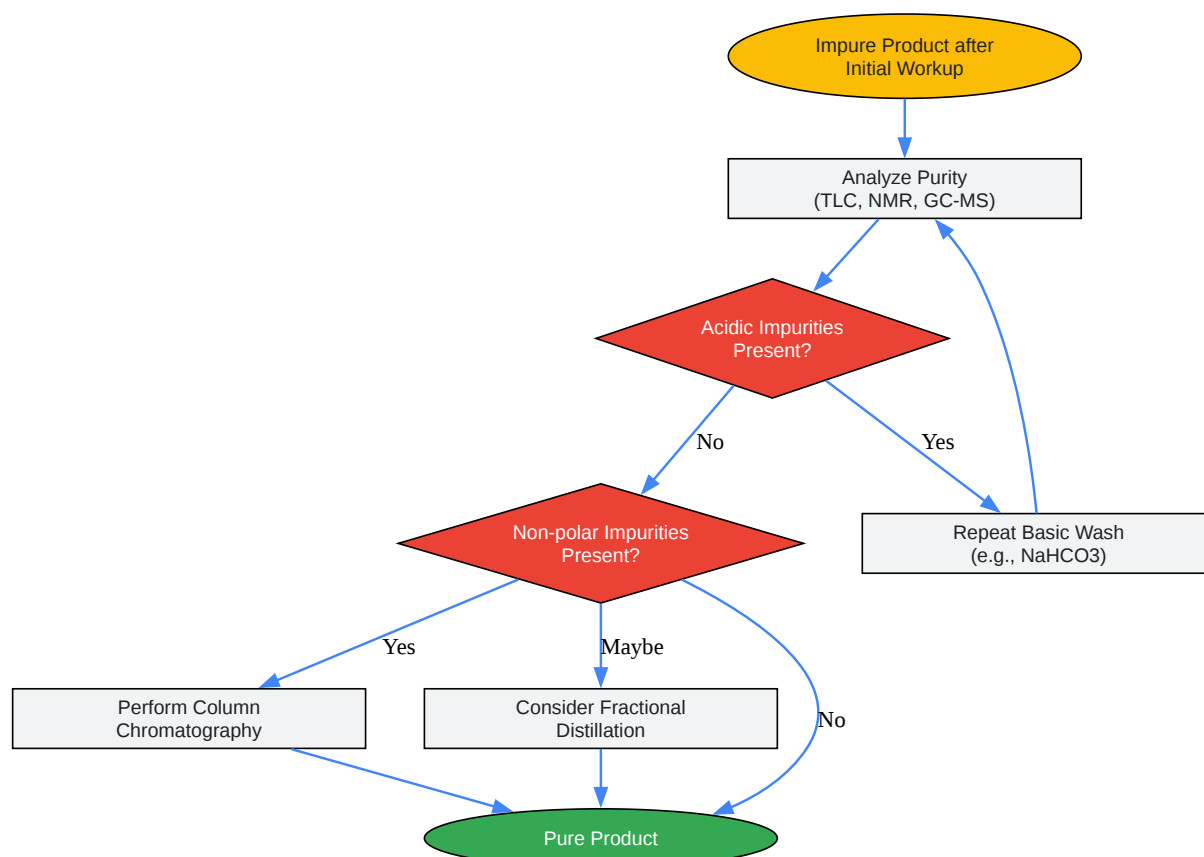 Impure Product after
Initial Workup
Analyze Purity
(TLC, NMR, GC-MS)
Acidic Impurities
Present?
No
Yes
Non-polar Impurities
Present?
Repeat Basic Wash
(e.g., NaHCO3)
Yes
Maybe
No
Perform Column
Chromatography
Consider Fractional
Distillation
Pure Product